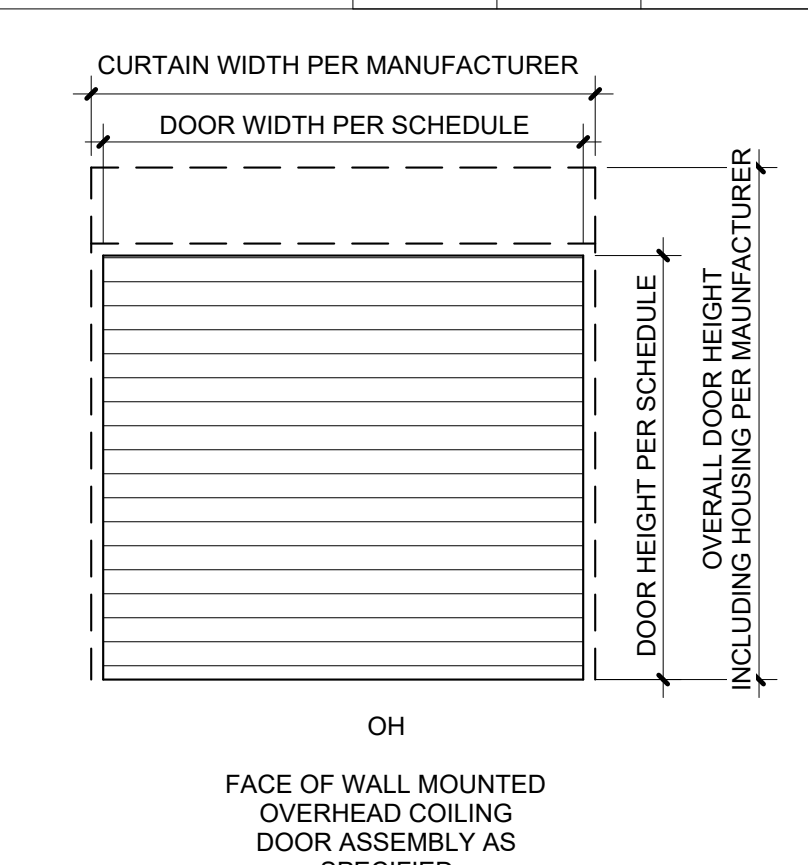 CURTAIN WIDTH PER MANUFACTURER
DOOR WIDTH PER SCHEDULE
DOOR HEIGHT PER SCHEDULE
OVERALL DOOR HEIGHT
INCLUDING HOUSING PER MAUNFACTURER
OH
FACE OF WALL MOUNTED
OVERHEAD COILING
DOOR ASSEMBLY AS
SPECIFIED